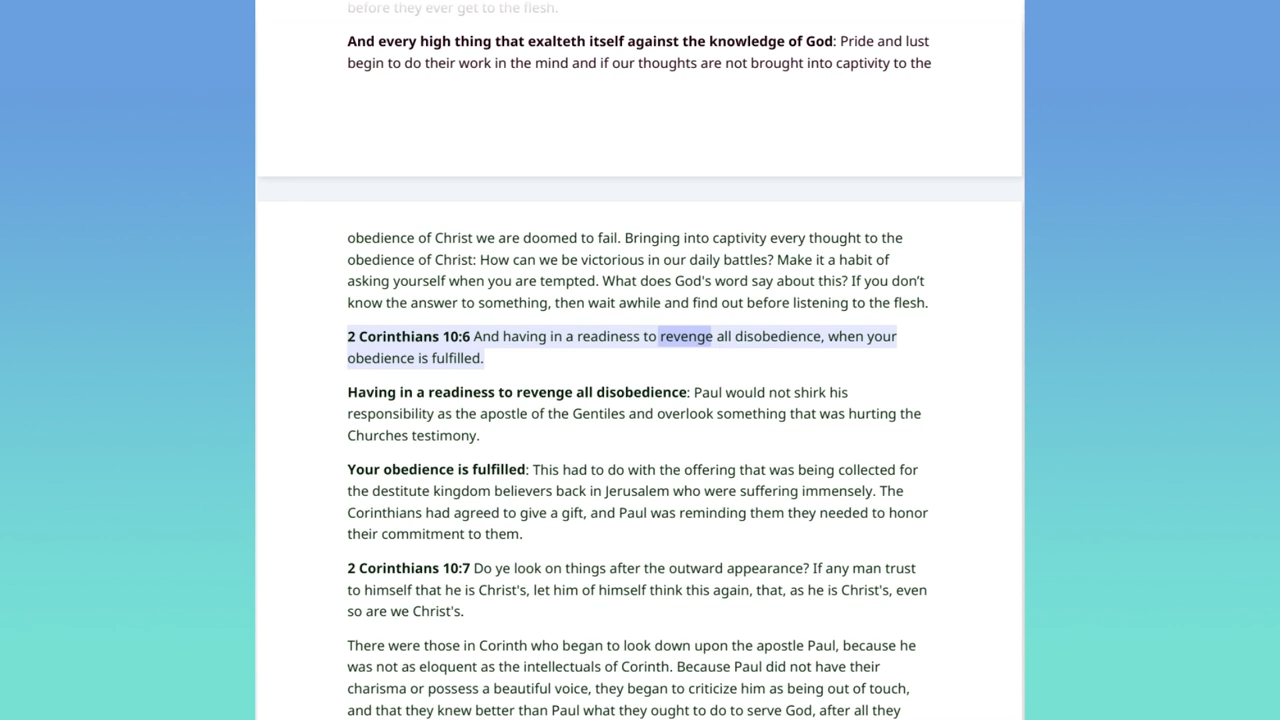 before they ever get to the flesh.
And every high thing that exalteth itself against the knowledge of God: Pride and lust
begin to do their work in the mind and if our thoughts are not brought into captivity to the
obedience of Christ we are doomed to fail. Bringing into captivity every thought to the
obedience of Christ: How can we be victorious in our daily battles? Make it a habit of
asking yourself when you are tempted. What does God's word say about this? If you don’t
know the answer to something, then wait awhile and find out before listening to the flesh.
2 Corinthians 10:6 And having in a readiness to revenge all disobedience, when your
obedience is fulfilled.
Having in a readiness to revenge all disobedience: Paul would not shirk his
responsibility as the apostle of the Gentiles and overlook something that was hurting the
Churches testimony.
Your obedience is fulfilled: This had to do with the offering that was being collected for
the destitute kingdom believers back in Jerusalem who were suffering immensely. The
Corinthians had agreed to give a gift, and Paul was reminding them they needed to honor
their commitment to them.
2 Corinthians 10:7 Do ye look on things after the outward appearance? If any man trust
to himself that he is Christ's, let him of himself think this again, that, as he is Christ's, even
so are we Christ's.
There were those in Corinth who began to look down upon the apostle Paul, because he
was not as eloquent as the intellectuals of Corinth. Because Paul did not have their
charisma or possess a beautiful voice, they began to criticize him as being out of touch,
and that they knew better than Paul what they ought to do to serve God, after all they